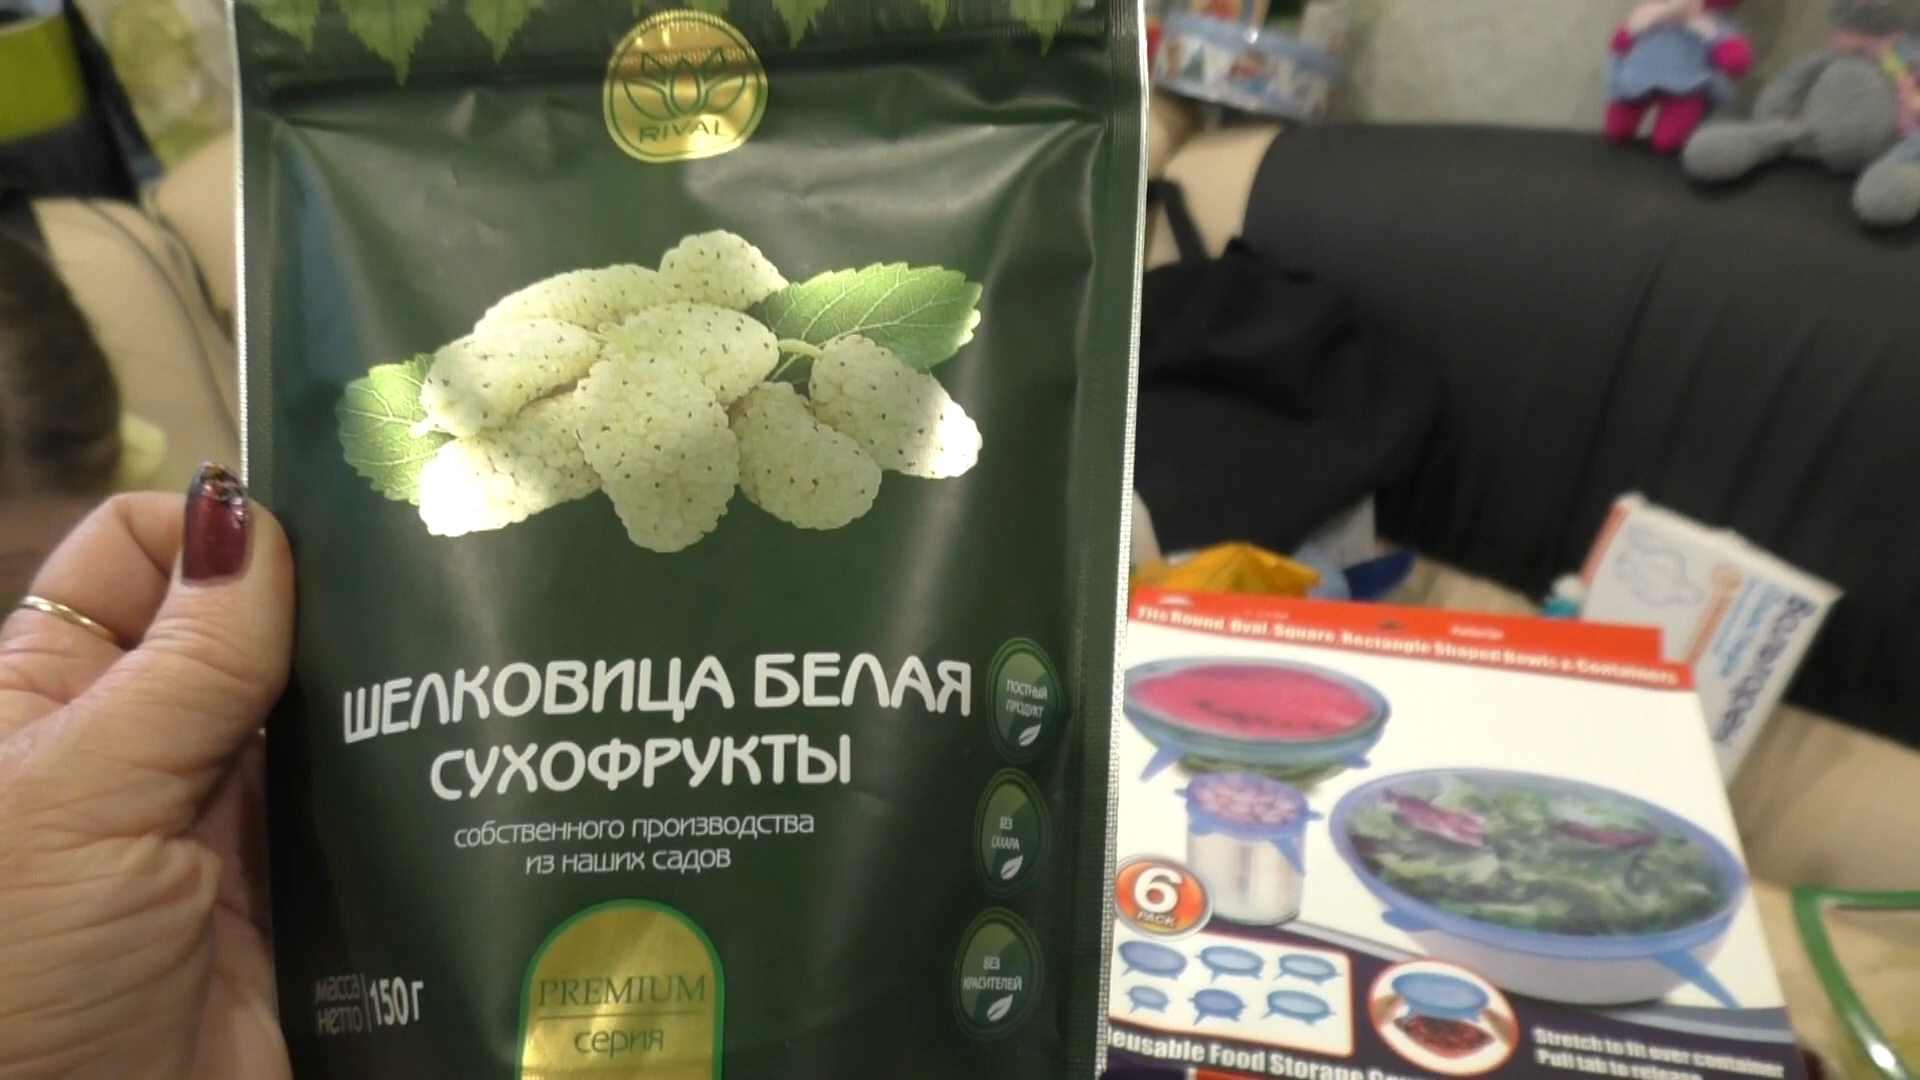 RIVAL
ШЕЛКОВИЦА БЕЛАЯ
СУХОФРУКТЫ
собственного производства
из наших садов
ПОСТНЫЙ
ПРОДУКТ
БЕЗ
САХАРА
БЕЗ
КРАСИТЕЛЕЙ
масса
нетто
150 г
PREMIUM
серия
Fits Round, Oval, Square, Rectangle Shaped Bowls & Containers
6
PACK
Reusable Food Storage
Stretch to fit over container
Pull tab to release